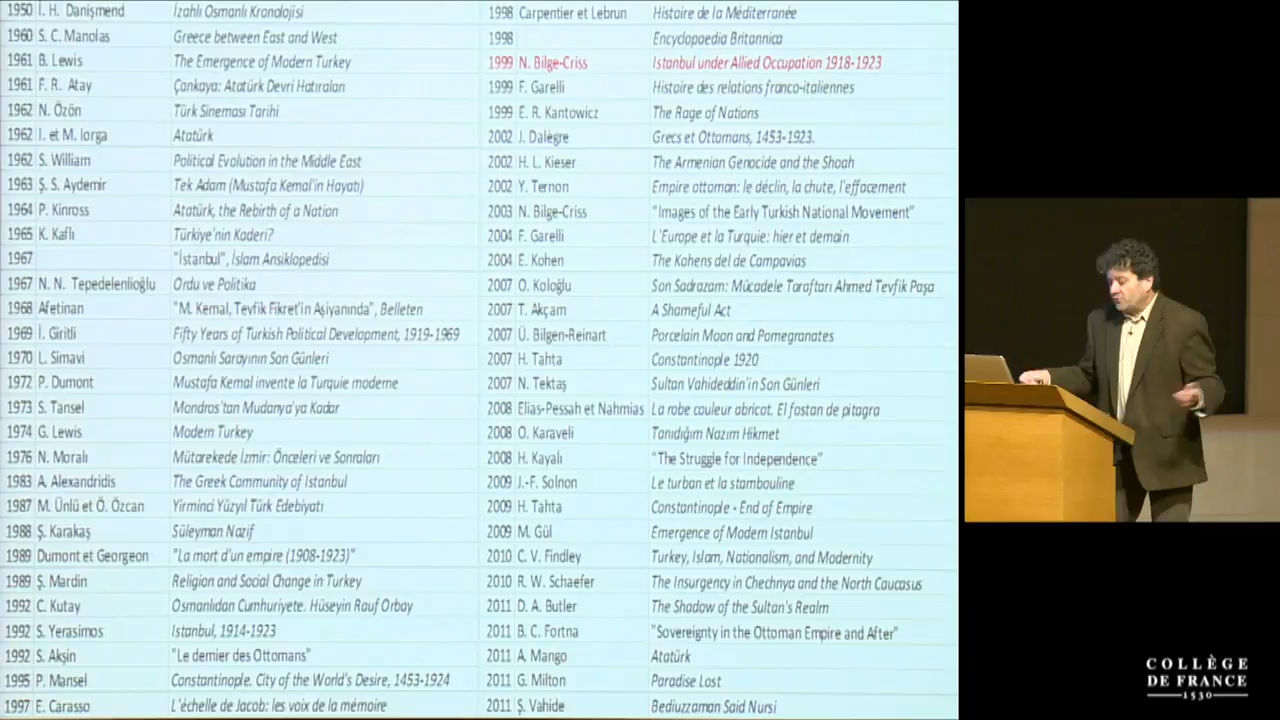 1950 İ. H. Danişmend İzahlı Osmanlı Kronolojisi
1960 S. C. Manolas Greece between East and West
1961 B. Lewis The Emergence of Modern Turkey
1961 F. R. Atay Çankaya: Atatürk Devri Hatıraları
1962 N. Özön Türk Sineması Tarihi
1962 I. et M. Iorga Atatürk
1962 S. William Political Evolution in the Middle East
1963 Ş. S. Aydemir Tek Adam (Mustafa Kemal'in Hayatı)
1964 P. Kinross Atatürk, the Rebirth of a Nation
1965 K. Kaflı Türkiye'nin Kaderi?
1967 "İstanbul", İslam Ansiklopedisi
1967 N. N. Tepedelenlioğlu Ordu ve Politika
1968 Afetinan "M. Kemal, Tevfik Fikret'in Aşiyanında", Belleten
1969 İ. Giritli Fifty Years of Turkish Political Development, 1919-1969
1970 L. Simavi Osmanlı Sarayının Son Günleri
1972 P. Dumont Mustafa Kemal invente la Turquie moderne
1973 S. Tansel Mondros'tan Mudanya'ya Kadar
1974 G. Lewis Modern Turkey
1976 N. Moralı Mütarekede İzmir: Önceleri ve Sonraları
1983 A. Alexandridis The Greek Community of Istanbul
1987 M. Ünlü et Ö. Özcan Yirminci Yüzyıl Türk Edebiyatı
1988 Ş. Karakaş Süleyman Nazif
1989 Dumont et Georgeon "La mort d'un empire (1908-1923)"
1989 Ş. Mardin Religion and Social Change in Turkey
1992 C. Kutay Osmanlıdan Cumhuriyete. Hüseyin Rauf Orbay
1992 S. Yerasimos Istanbul, 1914-1923
1992 S. Akşin "Le dernier des Ottomans"
1995 P. Mansel Constantinople. City of the World's Desire, 1453-1924
1997 E. Carasso L'échelle de Jacob: les voix de la mémoire
1998 Carpentier et Lebrun Histoire de la Méditerranée
1998 Encyclopaedia Britannica
1999 N. Bilge-Criss Istanbul under Allied Occupation 1918-1923
1999 F. Garelli Histoire des relations franco-italiennes
1999 E. R. Kantowicz The Rage of Nations
2002 J. Dalègre Grecs et Ottomans, 1453-1923.
2002 H. L. Kieser The Armenian Genocide and the Shoah
2002 Y. Ternon Empire ottoman: le déclin, la chute, l'effacement
2003 N. Bilge-Criss "Images of the Early Turkish National Movement"
2004 F. Garelli L'Europe et la Turquie: hier et demain
2004 E. Kohen The Kohens del de Campavias
2007 O. Koloğlu Son Sadrazam: Mücadele Taraftarı Ahmed Tevfik Paşa
2007 T. Akçam A Shameful Act
2007 Ü. Bilgen-Reinart Porcelain Moon and Pomegranates
2007 H. Tahta Constantinople 1920
2007 N. Tektaş Sultan Vahideddin'in Son Günleri
2008 Elias-Pessah et Nahmias La robe couleur abricot. El fostan de pitagra
2008 O. Karaveli Tanıdığım Nazım Hikmet
2008 H. Kayalı "The Struggle for Independence"
2009 J.-F. Solnon Le turban et la stambouline
2009 H. Tahta Constantinople - End of Empire
2009 M. Gül Emergence of Modern Istanbul
2010 C. V. Findley Turkey, Islam, Nationalism, and Modernity
2010 R. W. Schaefer The Insurgency in Chechnya and the North Caucasus
2011 D. A. Butler The Shadow of the Sultan's Realm
2011 B. C. Fortna "Sovereignty in the Ottoman Empire and After"
2011 A. Mango Atatürk
2011 G. Milton Paradise Lost
2011 Ş. Vahide Bediuzzaman Said Nursi
COLLÈGE
DE FRANCE
1530